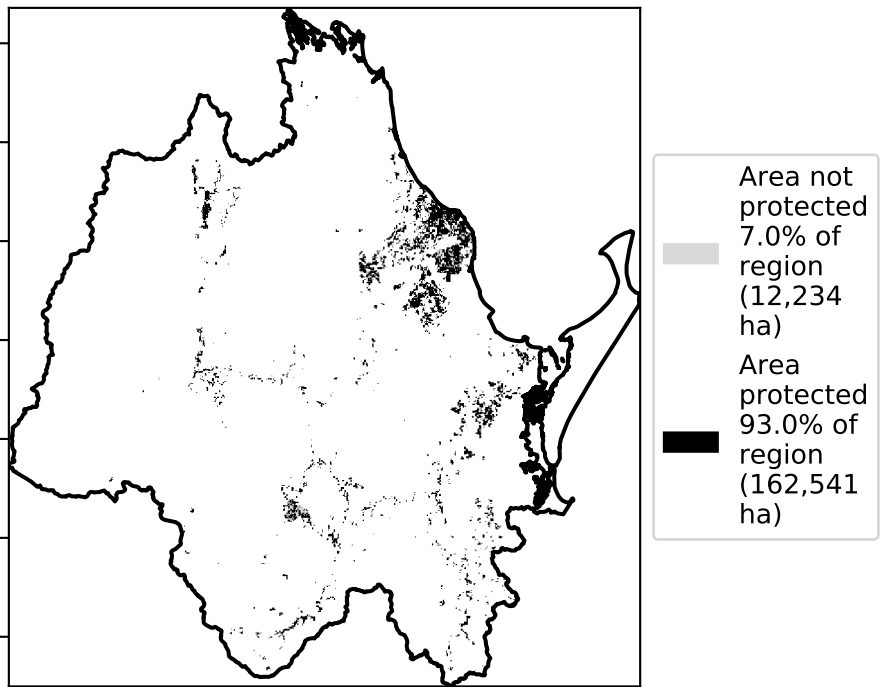 Area not
protected
7.0% of
region
(12,234
ha)
Area
protected
93.0% of
region
(162,541
ha)